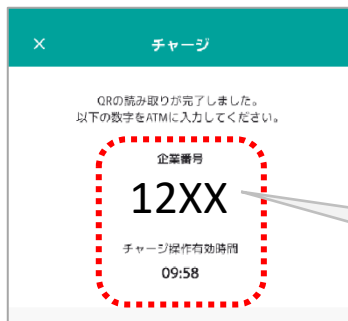 ×
チャージ
QRの読み取りが完了しました。
以下の数字をATMに入力してください。
企業番号
12XX
チャージ操作有効時間
09:58